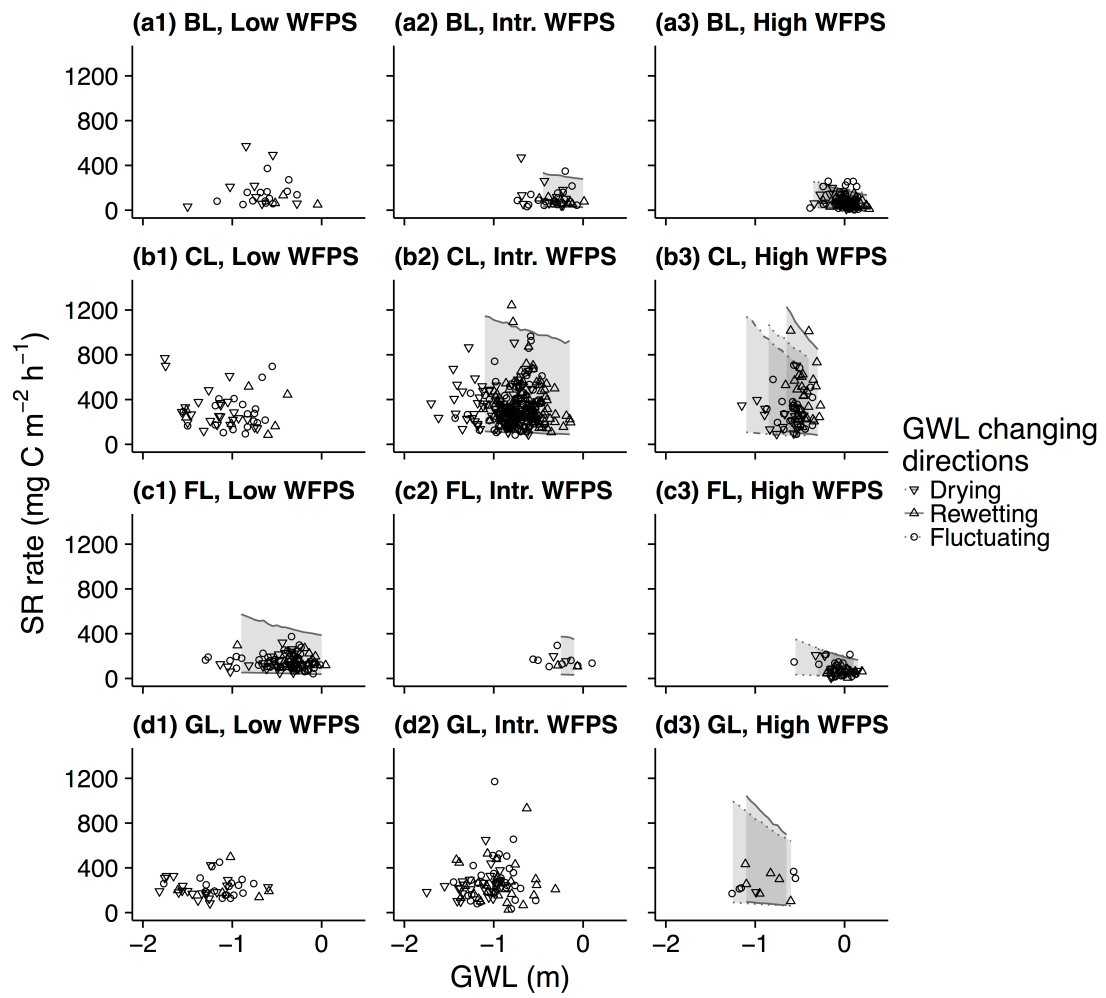 (a1) BL, Low WFPS (a2) BL, Intr. WFPS (a3) BL, High WFPS
1200
800
400
0
(b1) CL, Low WFPS (b2) CL, Intr. WFPS (b3) CL, High WFPS
1200
800
400
0
SR rate (mg C m−2 h−1)
GWL changing
directions
Drying
Rewetting
Fluctuating
(c1) FL, Low WFPS (c2) FL, Intr. WFPS (c3) FL, High WFPS
1200
800
400
0
(d1) GL, Low WFPS (d2) GL, Intr. WFPS (d3) GL, High WFPS
1200
800
400
0
−2 −1 0 −2 −1 0 −2 −1 0
GWL (m)